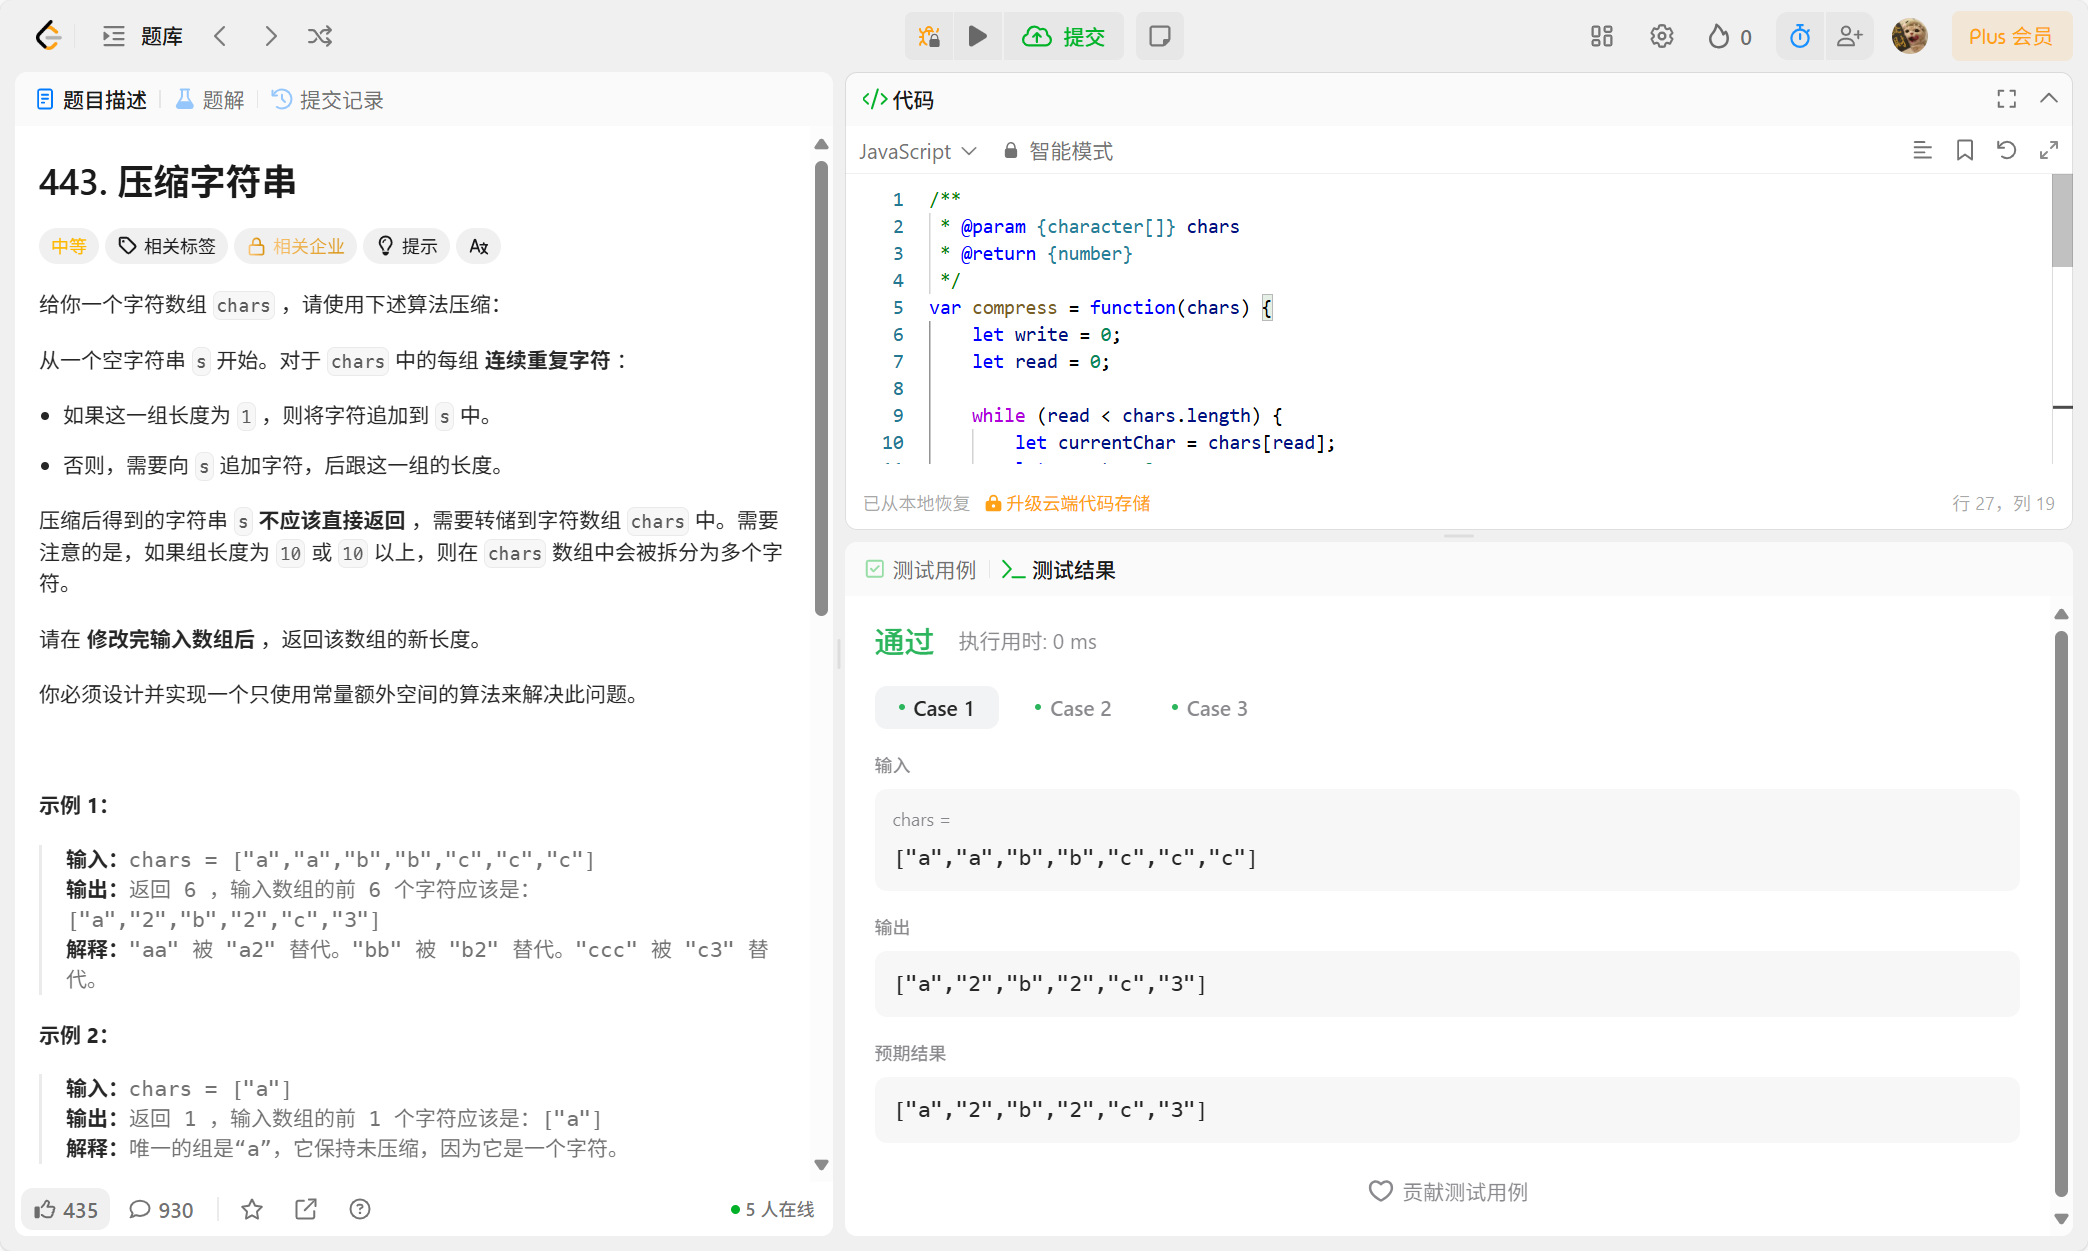 题库
提交
0
Plus 会员
题目描述
题解
提交记录
443. 压缩字符串
中等
相关标签
相关企业
提示
给你一个字符数组 chars ，请使用下述算法压缩：
从一个空字符串 s 开始。对于 chars 中的每组 连续重复字符 ：
如果这一组长度为 1 ，则将字符追加到 s 中。
否则，需要向 s 追加字符，后跟这一组的长度。
压缩后得到的字符串 s 不应该直接返回 ，需要转储到字符数组 chars 中。需要
注意的是，如果组长度为 10 或 10 以上，则在 chars 数组中会被拆分为多个字
符。
请在 修改完输入数组后 ，返回该数组的新长度。
你必须设计并实现一个只使用常量额外空间的算法来解决此问题。
示例 1：
输入：chars = ["a","a","b","b","c","c","c"]
输出：返回 6 ，输入数组的前 6 个字符应该是：
["a","2","b","2","c","3"]
解释："aa" 被 "a2" 替代。"bb" 被 "b2" 替代。"ccc" 被 "c3" 替
代。
示例 2：
输入：chars = ["a"]
输出：返回 1 ，输入数组的前 1 个字符应该是：["a"]
解释：唯一的组是“a”，它保持未压缩，因为它是一个字符。
435
930
5 人在线
</>代码
JavaScript
智能模式
1 /**
2 * @param {character[]} chars
3 * @return {number}
4 */
5 var compress = function(chars) {
6 let write = 0;
7 let read = 0;
8
9 while (read < chars.length) {
10 let currentChar = chars[read];
已从本地恢复
升级云端代码存储
行 27，列 19
测试用例
测试结果
通过
执行用时: 0 ms
Case 1
Case 2
Case 3
输入
chars =
["a","a","b","b","c","c","c"]
输出
["a","2","b","2","c","3"]
预期结果
["a","2","b","2","c","3"]
贡献测试用例